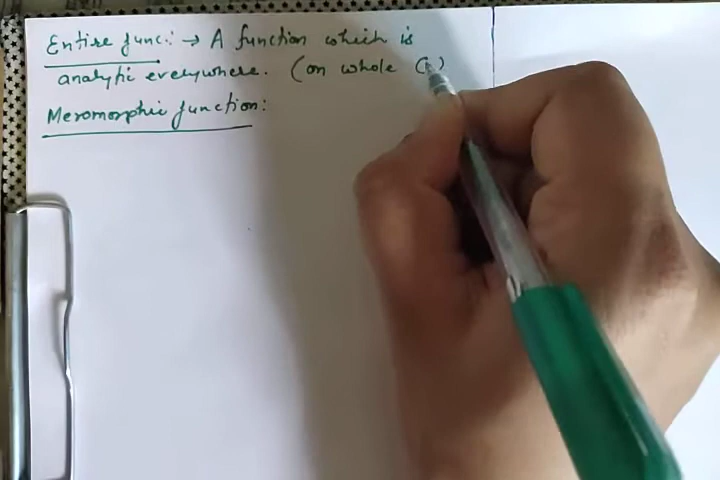 Entire func.: → A function which is
analytic everywhere. (on whole ℂ)
Meromorphic function: